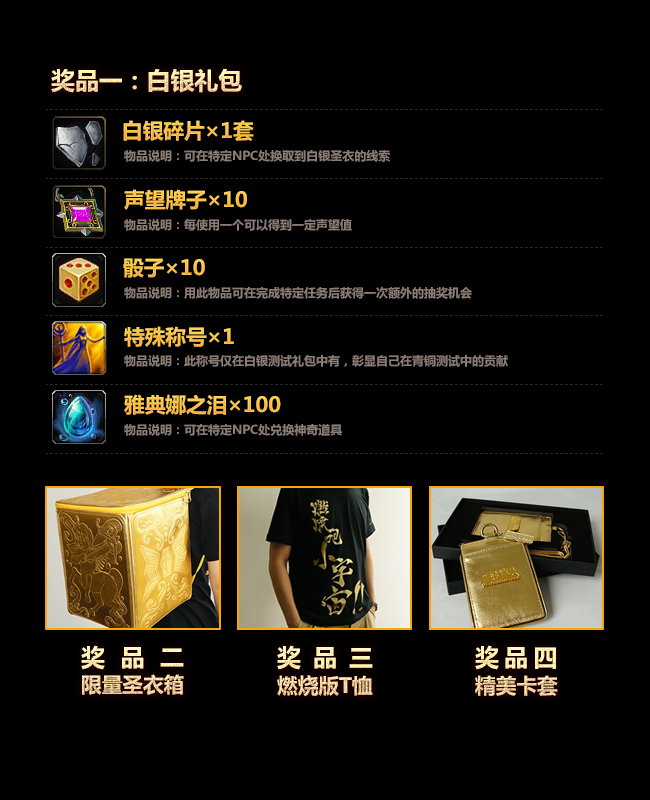 奖品一：白银礼包
白银碎片×1套
物品说明：可在特定NPC处换取到白银圣衣的线索
声望牌子×10
物品说明：每使用一个可以得到一定声望值
骰子×10
物品说明：用此物品可在完成特定任务后获得一次额外的抽奖机会
特殊称号×1
物品说明：此称号仅在白银测试礼包中有，彰显自己在青铜测试中的贡献
雅典娜之泪×100
物品说明：可在特定NPC处兑换神奇道具
燃烧吧
小宇宙
奖 品 二
限量圣衣箱
奖 品 三
燃烧版T恤
奖品四
精美卡套